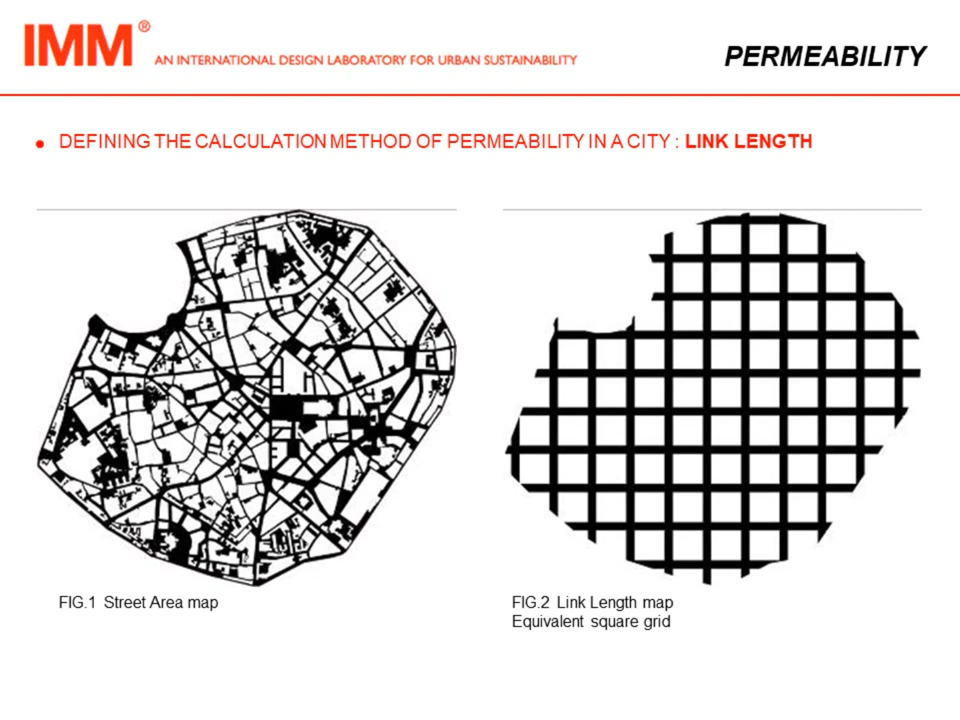 IMM®
AN INTERNATIONAL DESIGN LABORATORY FOR URBAN SUSTAINABILITY
PERMEABILITY
• DEFINING THE CALCULATION METHOD OF PERMEABILITY IN A CITY : LINK LENGTH
FIG.1 Street Area map
FIG.2 Link Length map
Equivalent square grid